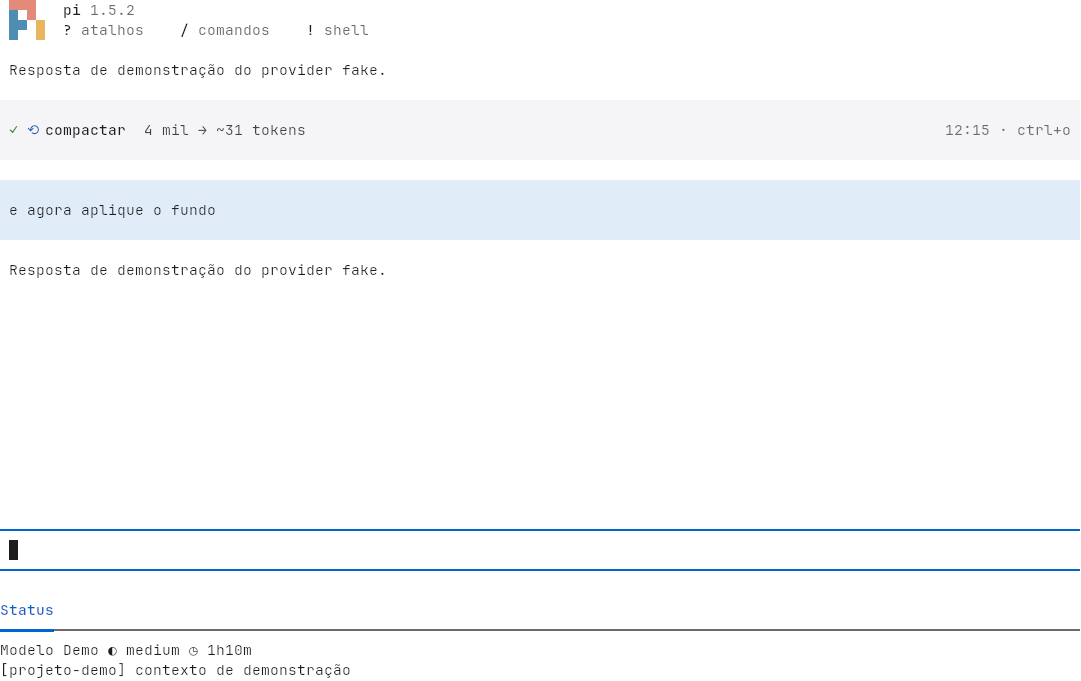 pi 1.5.2
? atalhos    / comandos    ! shell
Resposta de demonstração do provider fake.
✓ ⟲ compactar  4 mil → ~31 tokens    12:15 · ctrl+o
e agora aplique o fundo
Resposta de demonstração do provider fake.
Status
Modelo Demo ◐ medium ◷ 1h10m
[projeto-demo] contexto de demonstração